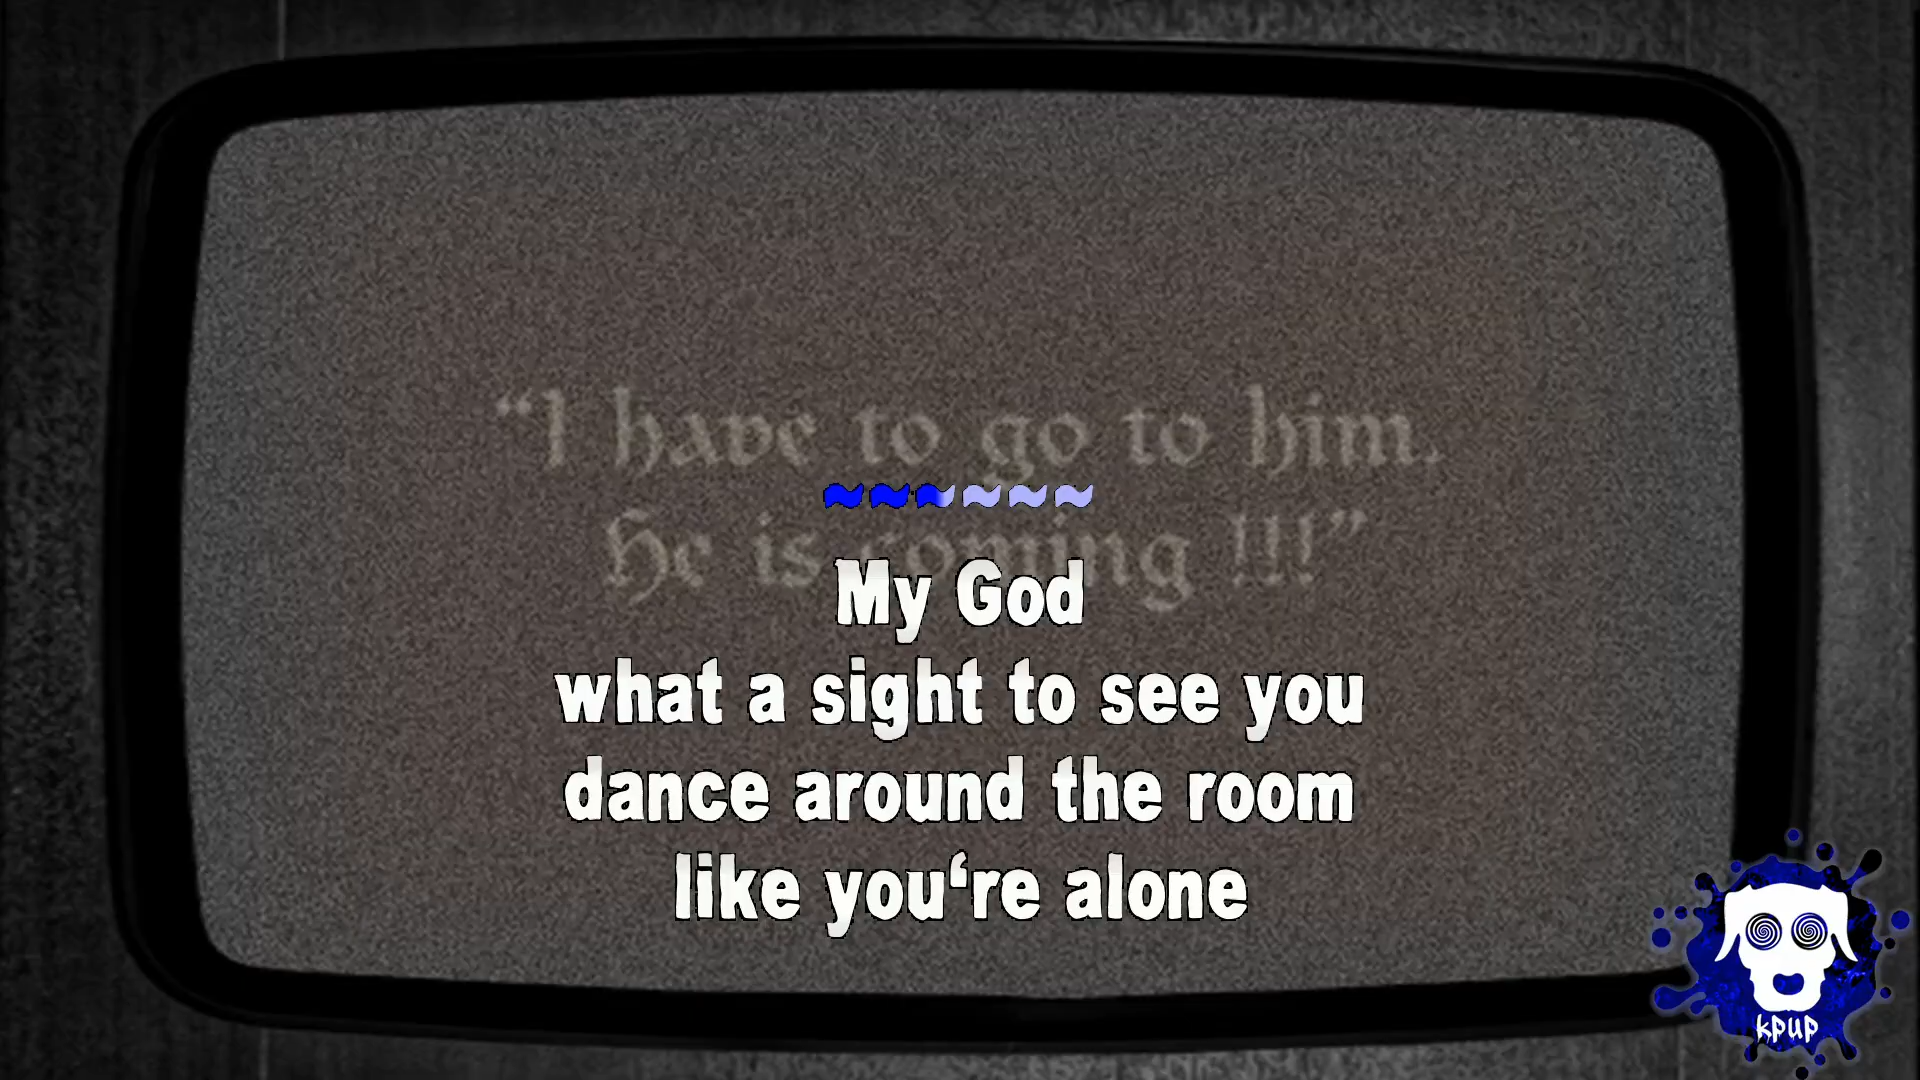 “I have to go to him.
He is coming !!!”
My God
what a sight to see you
dance around the room
like you‘re alone
kpup